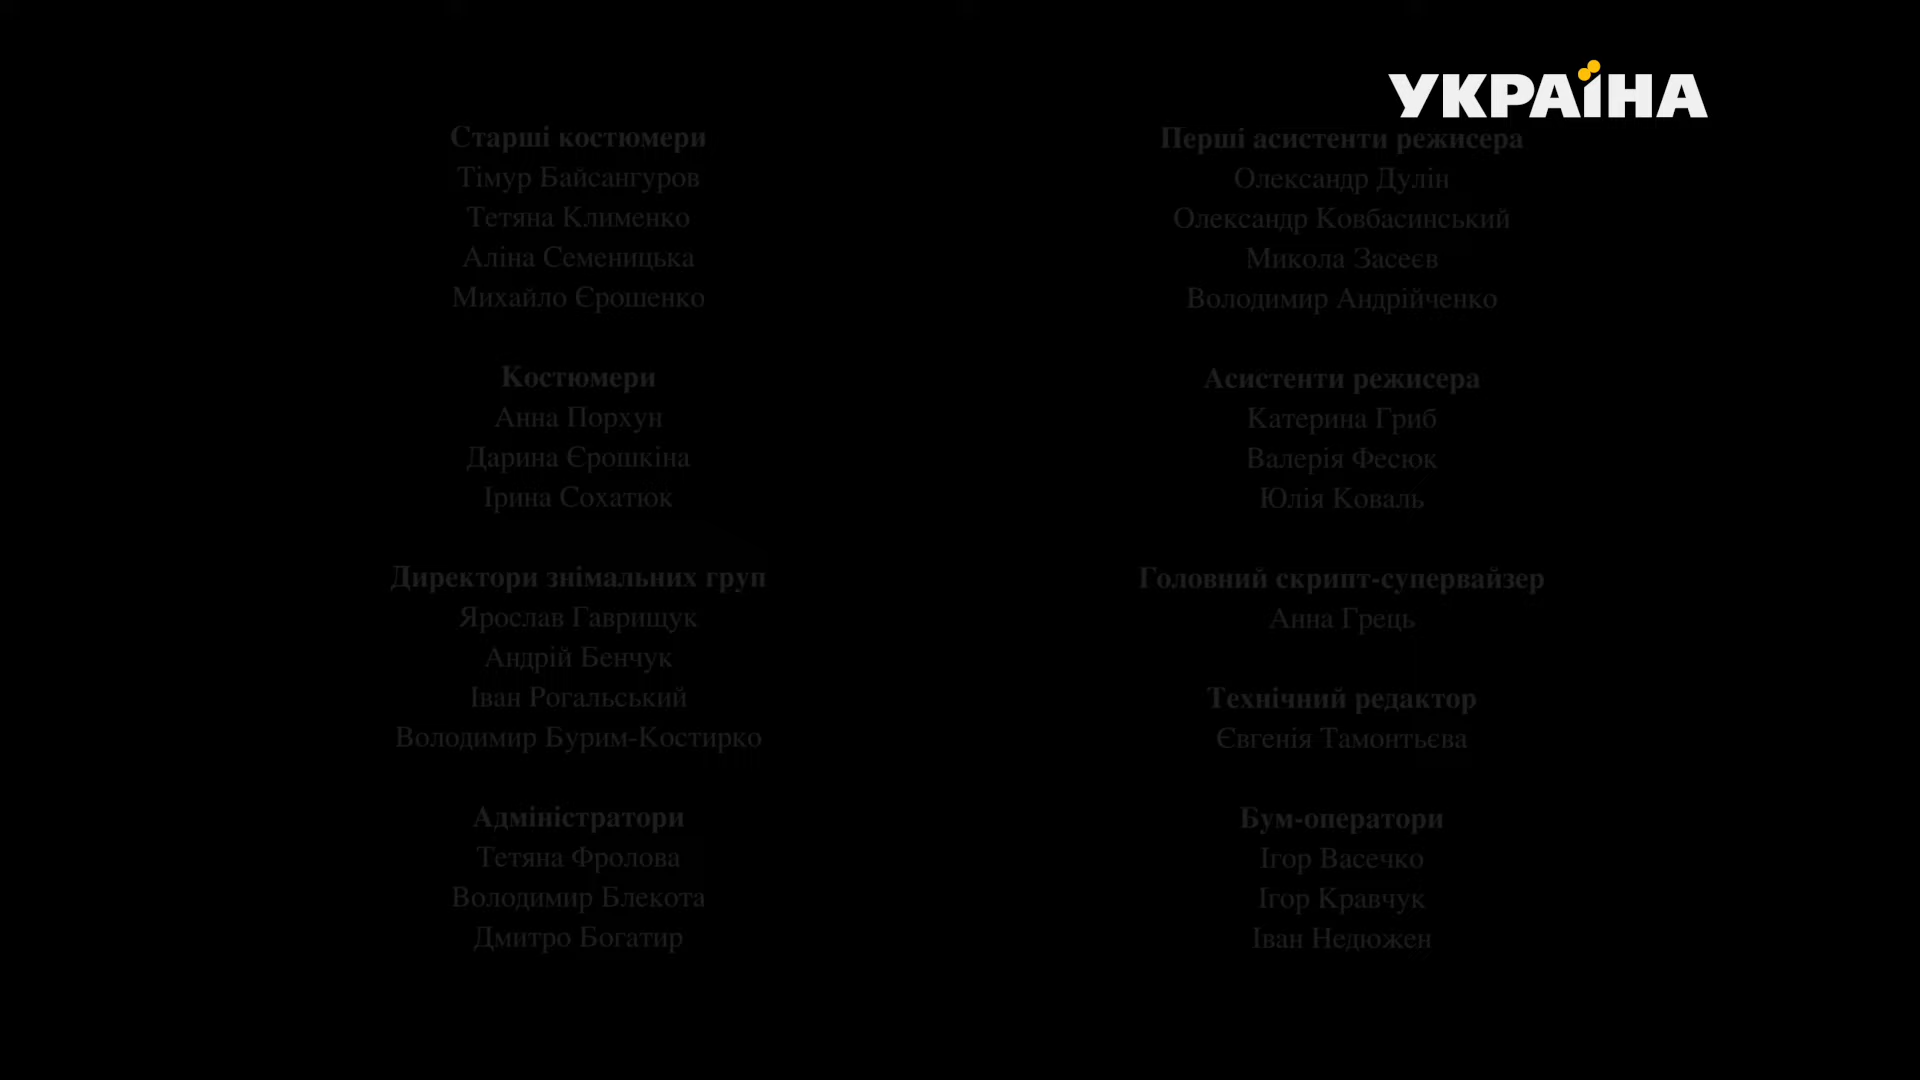 УКРАЇНА
Старші костюмери
Тімур Байсангуров
Тетяна Клименко
Аліна Семеницька
Михайло Єрошенко
Костюмери
Анна Порхун
Дарина Єрошкіна
Ірина Сохатюк
Директори знімальних груп
Ярослав Гаврищук
Андрій Бенчук
Іван Рогальський
Володимир Бурим-Костирко
Адміністратори
Тетяна Фролова
Володимир Блекота
Дмитро Богатир
Перші асистенти режисера
Олександр Дулін
Олександр Ковбасинський
Микола Засеєв
Володимир Андрійченко
Асистенти режисера
Катерина Гриб
Валерія Фесюк
Юлія Коваль
Головний скрипт-супервайзер
Анна Грець
Технічний редактор
Євгенія Тамонтьєва
Бум-оператори
Ігор Васечко
Ігор Кравчук
Іван Недюжен